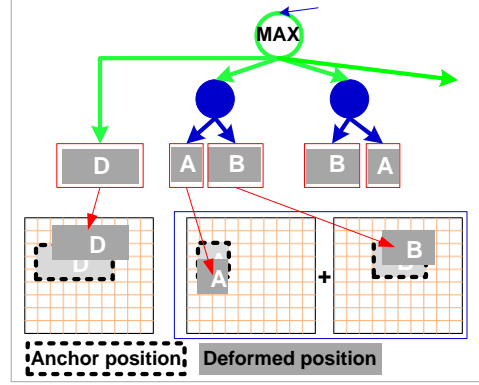 MAX
D
A B
B A
D
D
A
A
+
B
B
Anchor position
Deformed position